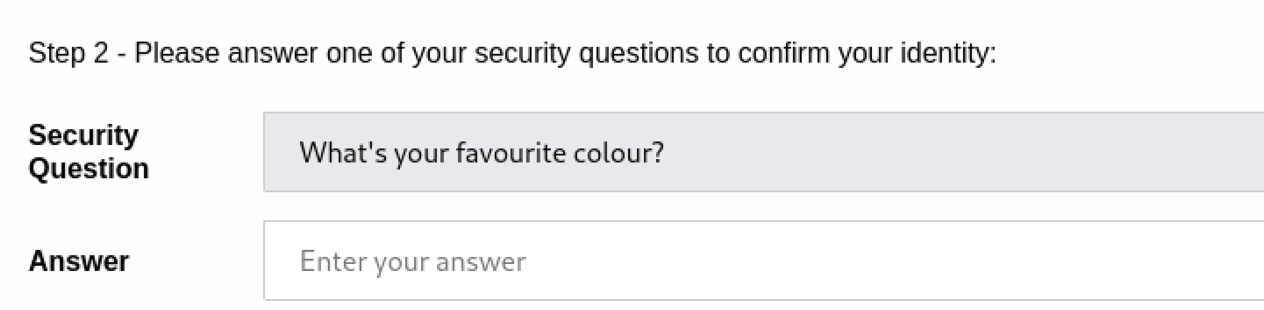 Step 2 - Please answer one of your security questions to confirm your identity:
Security
Question
What's your favourite colour?
Answer
Enter your answer